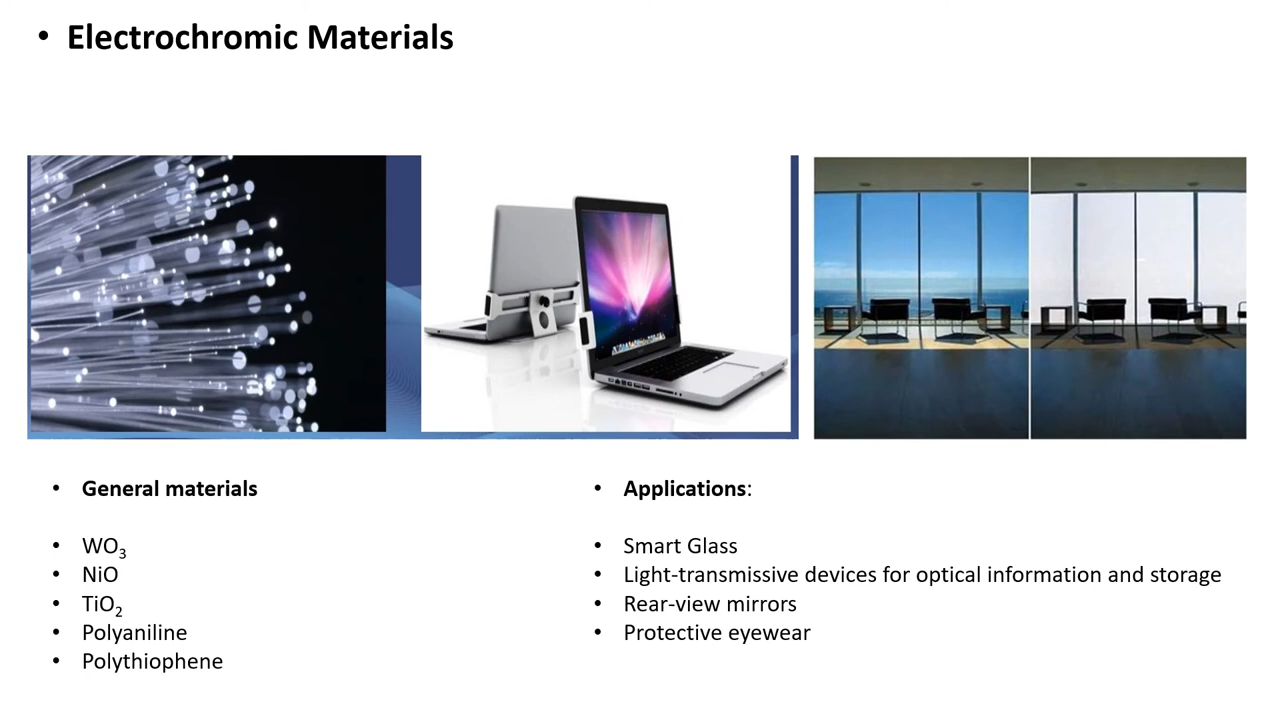 • Electrochromic Materials
• General materials
• WO₃
• NiO
• TiO₂
• Polyaniline
• Polythiophene
• Applications:
• Smart Glass
• Light-transmissive devices for optical information and storage
• Rear-view mirrors
• Protective eyewear